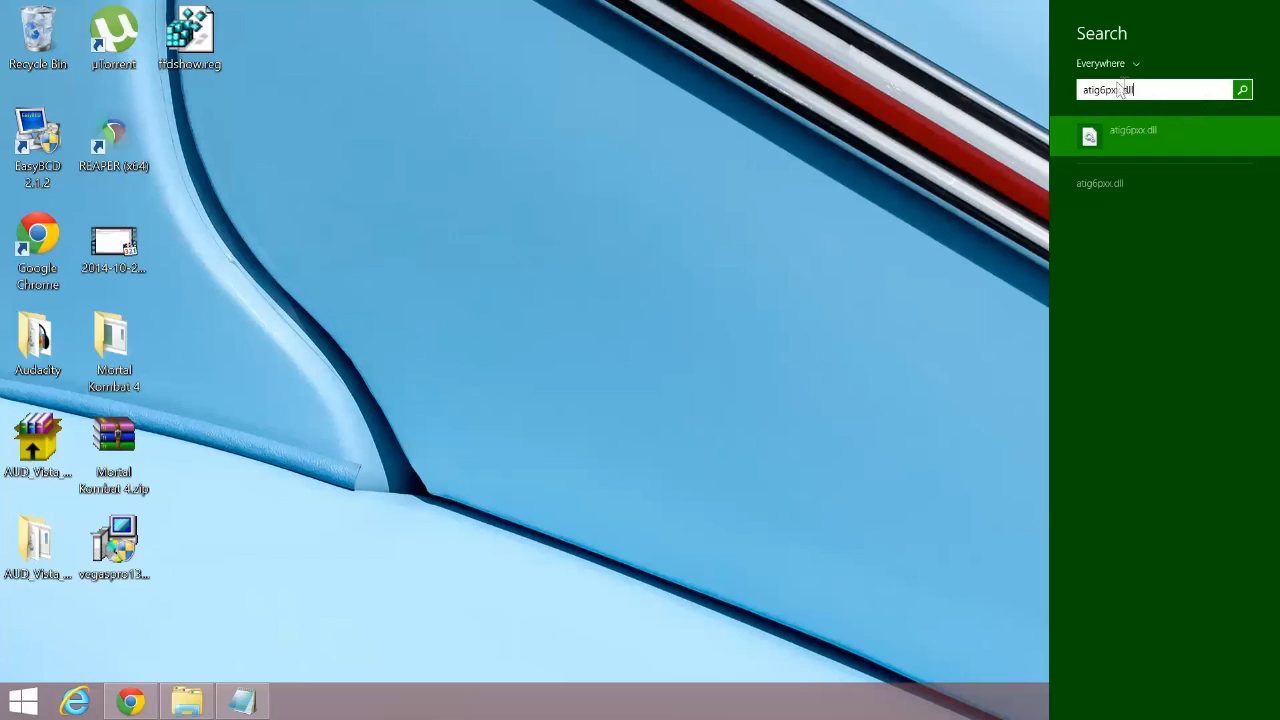 Recycle Bin
µTorrent
ffdshow.reg
EasyBCD
2.1.2
REAPER (x64)
Google
Chrome
2014-10-2...
Audacity
Mortal
Kombat 4
AUD_Vista_...
Mortal
Kombat 4.zip
AUD_Vista_...
vegaspro13...
Search
Everywhere
atig6pxx.dll
atig6pxx.dll
atig6pxx.dll